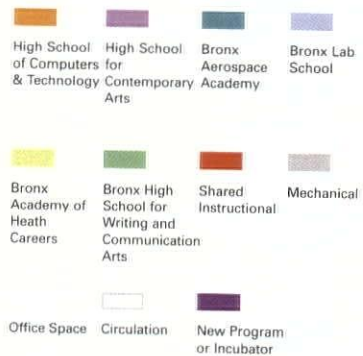 High School
of Computers
& Technology
High School
for
Contemporary
Arts
Bronx
Aerospace
Academy
Bronx Lab
School
Bronx
Academy of
Heath
Careers
Bronx High
School for
Writing and
Communication
Arts
Shared
Instructional
Mechanical
Office Space
Circulation
New Program
or Incubator